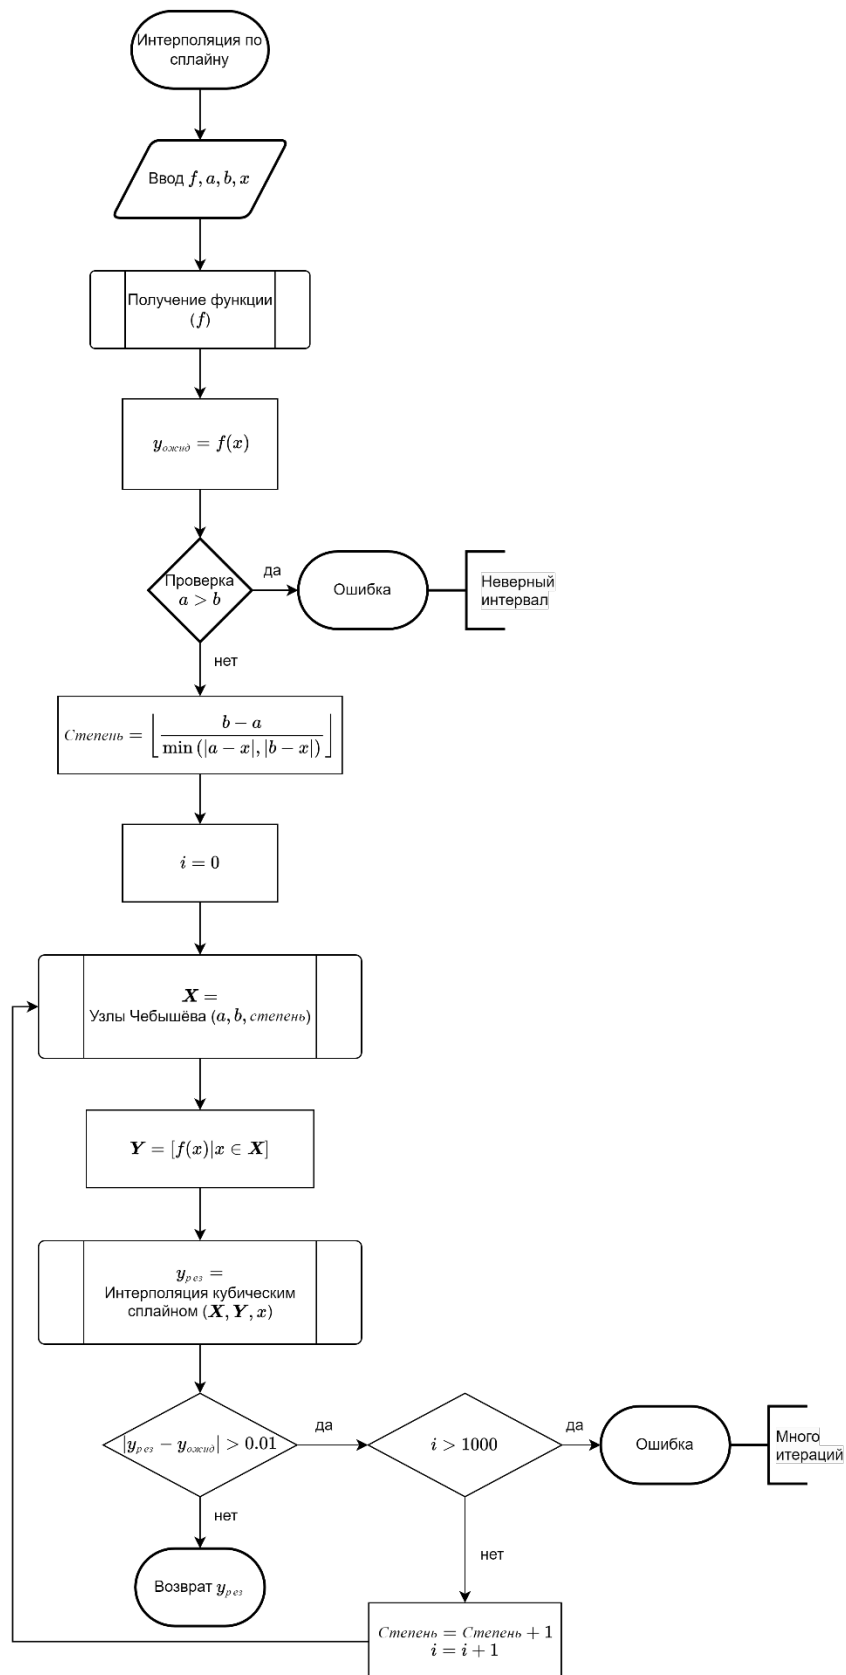 Интерполяция по
сплайну
Ввод f, a, b, x
Получение функции
(f)
y_ожид = f(x)
Проверка
a > b
да
Ошибка
Неверный
интервал
нет
Степень = ⌊(b − a) / min (|a − x|, |b − x|)⌋
i = 0
X =
Узлы Чебышёва (a, b, степень)
Y = [f(x)|x ∈ X]
y_рез =
Интерполяция кубическим
сплайном (X, Y, x)
|y_рез − y_ожид| > 0.01
да
i > 1000
да
Ошибка
Много
итераций
нет
Возврат y_рез
нет
Степень = Степень + 1
i = i + 1